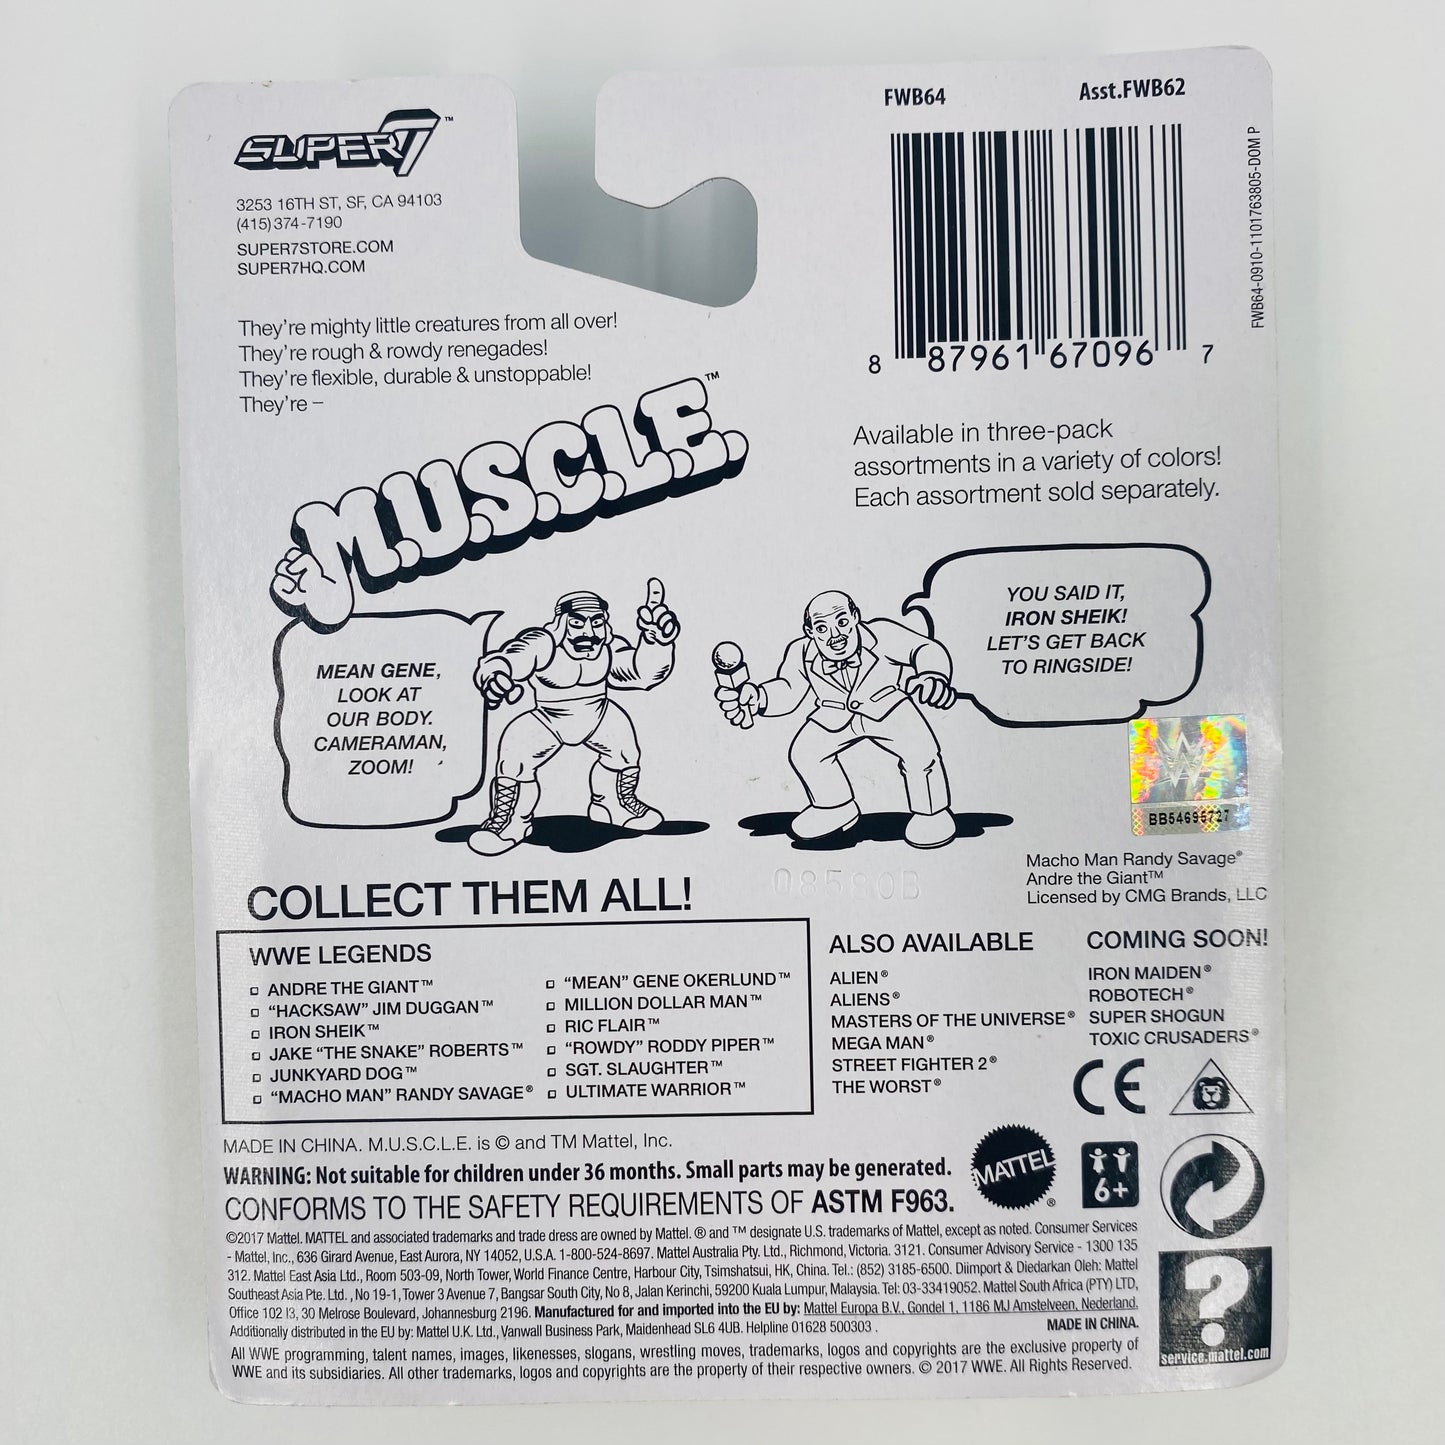 SUPER7™
3253 16TH ST, SF, CA 94103
(415)374-7190
SUPER7STORE.COM
SUPER7HQ.COM
FWB64
Asst.FWB62
8 87961 67096 7
FWB64-0910-1101763805-DOM P
They're mighty little creatures from all over!
They're rough & rowdy renegades!
They're flexible, durable & unstoppable!
They're –
M.U.S.C.L.E.™
Available in three-pack
assortments in a variety of colors!
Each assortment sold separately.
MEAN GENE,
LOOK AT
OUR BODY.
CAMERAMAN,
ZOOM!
YOU SAID IT,
IRON SHEIK!
LET'S GET BACK
TO RINGSIDE!
W
BB54695727
Macho Man Randy Savage®
Andre the Giant™
Licensed by CMG Brands, LLC
COLLECT THEM ALL!
WWE LEGENDS
ANDRE THE GIANT™
"HACKSAW" JIM DUGGAN™
IRON SHEIK™
JAKE "THE SNAKE" ROBERTS™
JUNKYARD DOG™
"MACHO MAN" RANDY SAVAGE®
"MEAN" GENE OKERLUND™
MILLION DOLLAR MAN™
RIC FLAIR™
"ROWDY" RODDY PIPER™
SGT. SLAUGHTER™
ULTIMATE WARRIOR™
ALSO AVAILABLE
ALIEN®
ALIENS®
MASTERS OF THE UNIVERSE®
MEGA MAN®
STREET FIGHTER 2®
THE WORST®
COMING SOON!
IRON MAIDEN®
ROBOTECH®
SUPER SHOGUN
TOXIC CRUSADERS®
CE
MADE IN CHINA. M.U.S.C.L.E. is © and TM Mattel, Inc.
WARNING: Not suitable for children under 36 months. Small parts may be generated.
CONFORMS TO THE SAFETY REQUIREMENTS OF ASTM F963.
MATTEL®
6+
©2017 Mattel. MATTEL and associated trademarks and trade dress are owned by Mattel. ® and ™ designate U.S. trademarks of Mattel, except as noted. Consumer Services
- Mattel, Inc., 636 Girard Avenue, East Aurora, NY 14052, U.S.A. 1-800-524-8697. Mattel Australia Pty. Ltd., Richmond, Victoria. 3121. Consumer Advisory Service - 1300 135
312. Mattel East Asia Ltd., Room 503-09, North Tower, World Finance Centre, Harbour City, Tsimshatsui, HK, China. Tel.: (852) 3185-6500. Diimport & Diedarkan Oleh: Mattel
Southeast Asia Pte. Ltd., No 19-1, Tower 3 Avenue 7, Bangsar South City, No 8, Jalan Kerinchi, 59200 Kuala Lumpur, Malaysia. Tel: 03-33419052. Mattel South Africa (PTY) LTD,
Office 102 I3, 30 Melrose Boulevard, Johannesburg 2196. Manufactured for and imported into the EU by: Mattel Europa B.V., Gondel 1, 1186 MJ Amstelveen, Nederland.
Additionally distributed in the EU by: Mattel U.K. Ltd., Vanwall Business Park, Maidenhead SL6 4UB. Helpline 01628 500303. MADE IN CHINA.
All WWE programming, talent names, images, likenesses, slogans, wrestling moves, trademarks, logos and copyrights are the exclusive property of
WWE and its subsidiaries. All other trademarks, logos and copyrights are the property of their respective owners. © 2017 WWE. All Rights Reserved.
?
service.mattel.com